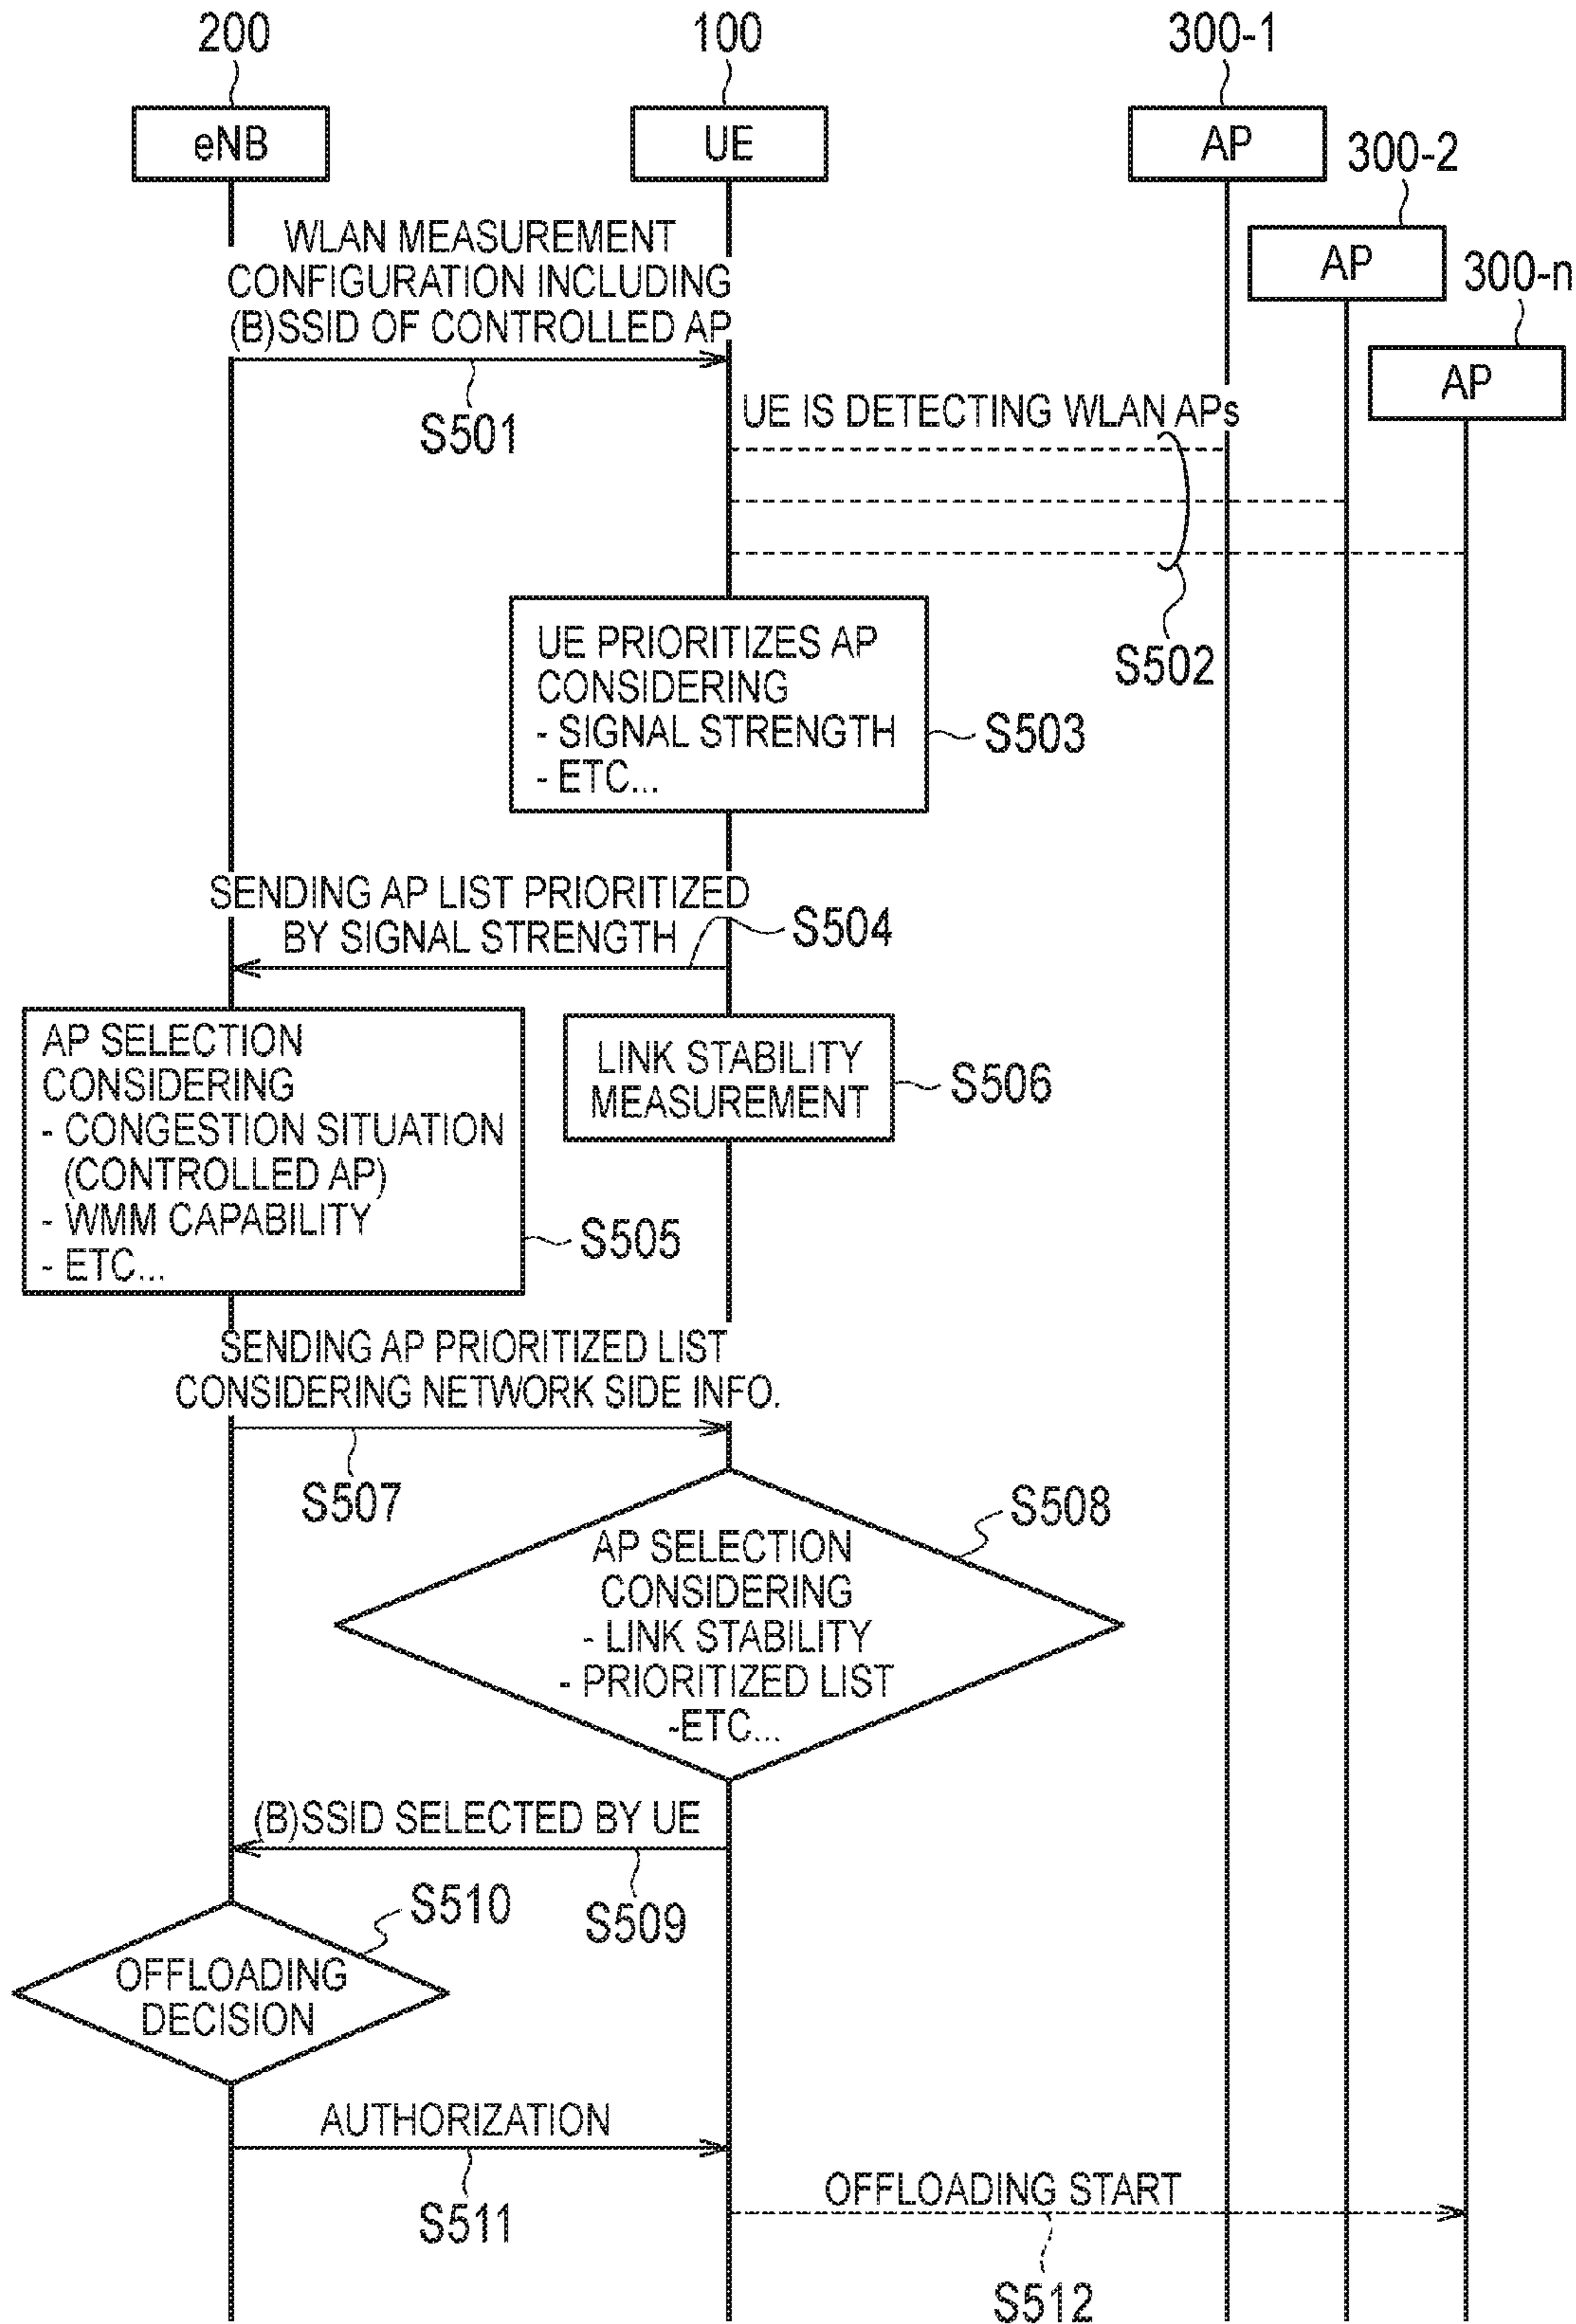 200
100
300-1
eNB
UE
AP
300-2
AP
300-n
AP
WLAN MEASUREMENT
CONFIGURATION INCLUDING
(B)SSID OF CONTROLLED AP
S501
UE IS DETECTING WLAN APs
S502
UE PRIORITIZES AP
CONSIDERING
- SIGNAL STRENGTH
- ETC...
S503
SENDING AP LIST PRIORITIZED
BY SIGNAL STRENGTH
S504
AP SELECTION
CONSIDERING
- CONGESTION SITUATION
(CONTROLLED AP)
- WMM CAPABILITY
- ETC...
S505
LINK STABILITY
MEASUREMENT
S506
SENDING AP PRIORITIZED LIST
CONSIDERING NETWORK SIDE INFO.
S507
AP SELECTION
CONSIDERING
- LINK STABILITY
- PRIORITIZED LIST
-ETC...
S508
(B)SSID SELECTED BY UE
S509
S510
OFFLOADING
DECISION
AUTHORIZATION
S511
OFFLOADING START
S512